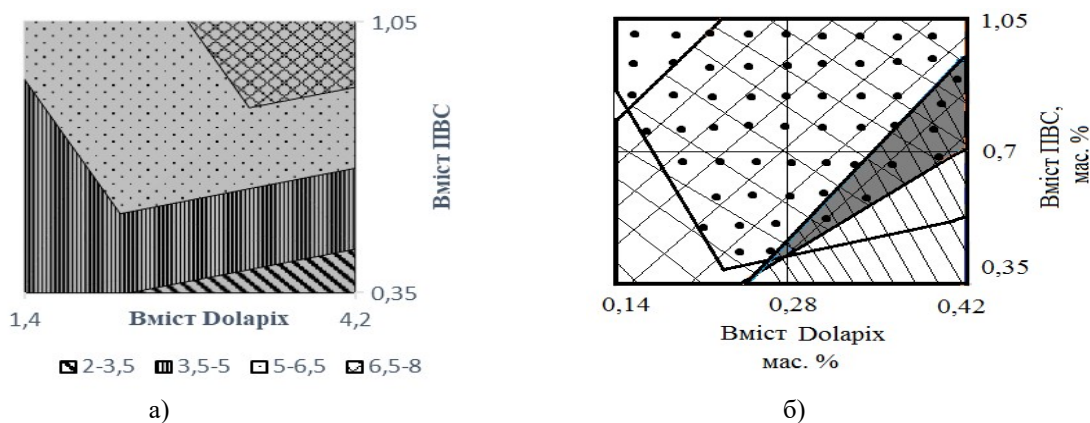 1,05
Вміст ПВС
0,35
1,4
Вміст Dolapix
4,2
2-3,5
3,5-5
5-6,5
6,5-8
а)
1,05
Вміст ПВС,
мас. %
0,7
0,35
0,14
0,28
0,42
Вміст Dolapix
мас. %
б)